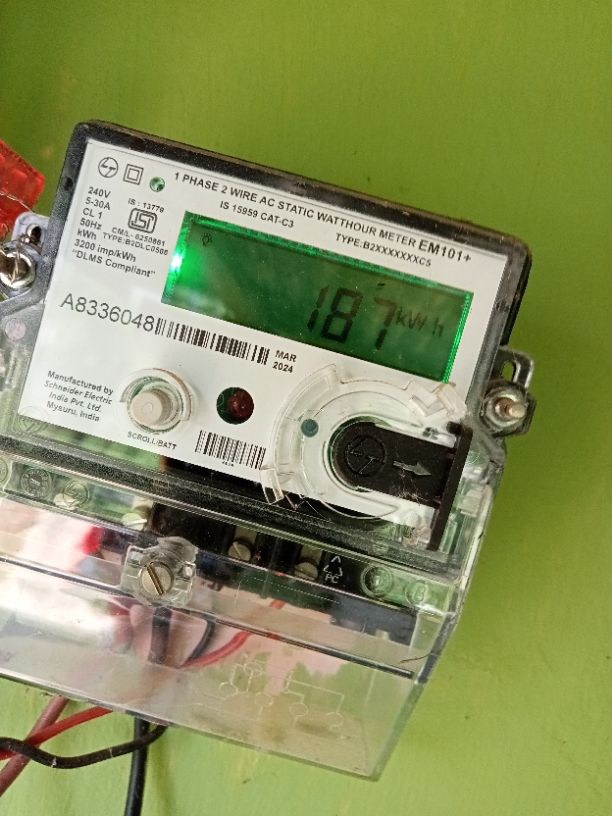 1 PHASE 2 WIRE AC STATIC WATTHOUR METER EM101+
IS 15959 CAT-C3
TYPE:B2XXXXXXXC5
240V
5-30A
CL 1
50Hz
kWh
3200 imp/kWh
"DLMS Compliant"
IS : 13779
ISI
CM/L- 6250861
TYPE:B2DLC0506
187 kWh
A8336048
MAR
2024
Manufactured by
Schneider Electric
India Pvt. Ltd.
Mysuru, India
SCROLL/BATT
PC